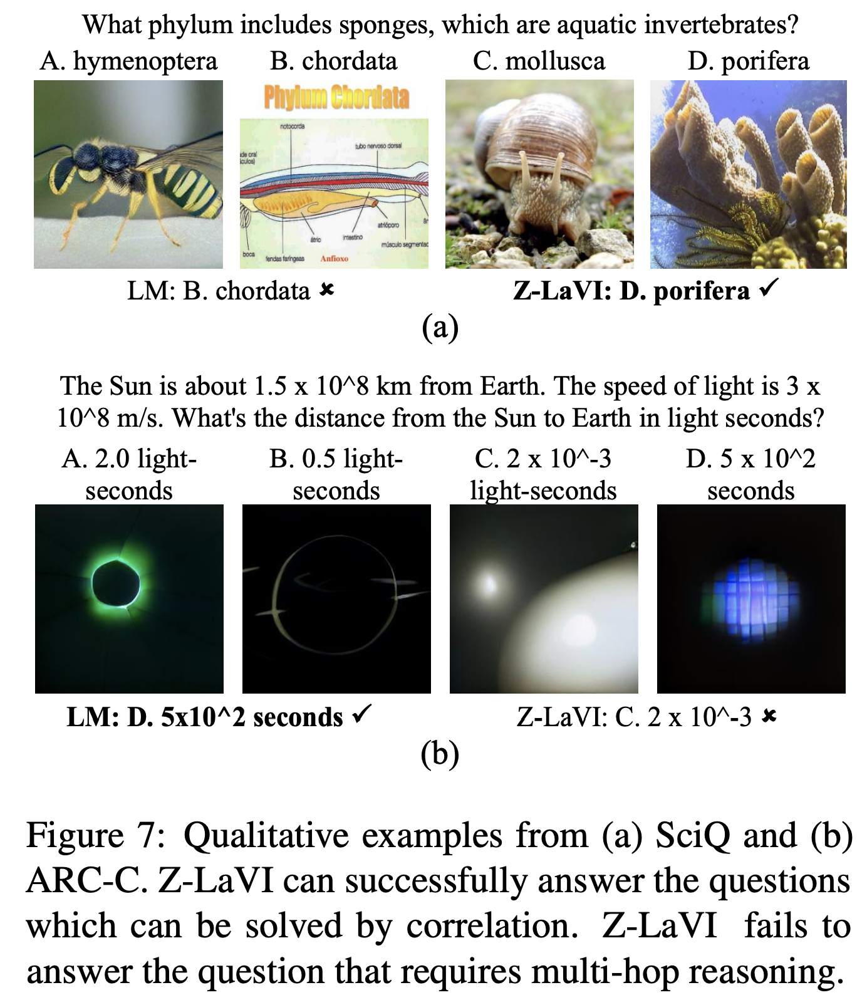 What phylum includes sponges, which are aquatic invertebrates?
A. hymenoptera
B. chordata
C. mollusca
D. porifera
Phylum Chordata
notocorda
tubo nervoso dorsal
de oral
atrióporo
átrio
intestino
músculo segmentad
boca
fendas faríngeas
Anfioxo
LM: B. chordata ✘
Z-LaVI: D. porifera ✓
(a)
The Sun is about 1.5 x 10^8 km from Earth. The speed of light is 3 x
10^8 m/s. What's the distance from the Sun to Earth in light seconds?
A. 2.0 light-
seconds
B. 0.5 light-
seconds
C. 2 x 10^-3
light-seconds
D. 5 x 10^2
seconds
LM: D. 5x10^2 seconds ✓
Z-LaVI: C. 2 x 10^-3 ✘
(b)
Figure 7: Qualitative examples from (a) SciQ and (b)
ARC-C. Z-LaVI can successfully answer the questions
which can be solved by correlation. Z-LaVI fails to
answer the question that requires multi-hop reasoning.